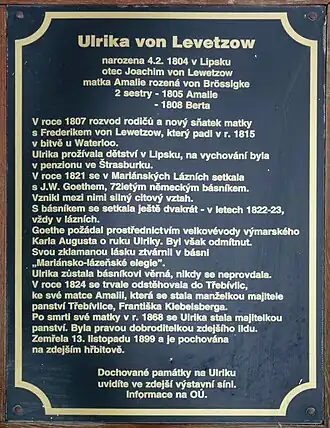 Ulrika von Levetzow
narozena 4.2. 1804 v Lipsku
otec Joachim von Lewetzow
matka Amalie rozená von Brössigke
2 sestry - 1805 Amalie
- 1808 Berta
V roce 1807 rozvod rodičů a nový sňatek matky
s Frederikem von Lewetzow, který padl v r. 1815
v bitvě u Waterloo.
Ulrika prožívala dětství v Lipsku, na vychování byla
v penzionu ve Štrasburku.
V roce 1821 se v Mariánských Lázních setkala
s J.W. Goethem, 72letým německým básníkem.
Vznikl mezi nimi silný citový vztah.
S básníkem se setkala ještě dvakrát - v letech 1822-23,
vždy v lázních.
Goethe požádal prostřednictvím velkovévody výmarského
Karla Augusta o ruku Ulriky. Byl však odmítnut.
Svou zklamanou lásku ztvárnil v básni
„Mariánsko-lázeňské elegie".
Ulrika zůstala básníkovi věrná, nikdy se neprovdala.
V roce 1824 se trvale odstěhovala do Třebívlic,
ke své matce Amalii, která se stala manželkou majitele
panství Třebívlice, Františka Klebelsberga.
Po smrti své matky v r. 1868 se Ulrika stala majitelkou
panství. Byla pravou dobroditelkou zdejšího lidu.
Zemřela 13. listopadu 1899 a je pochována
na zdejším hřbitově.
Dochované památky na Ulriku
uvidíte ve zdejší výstavní síni.
Informace na OÚ.